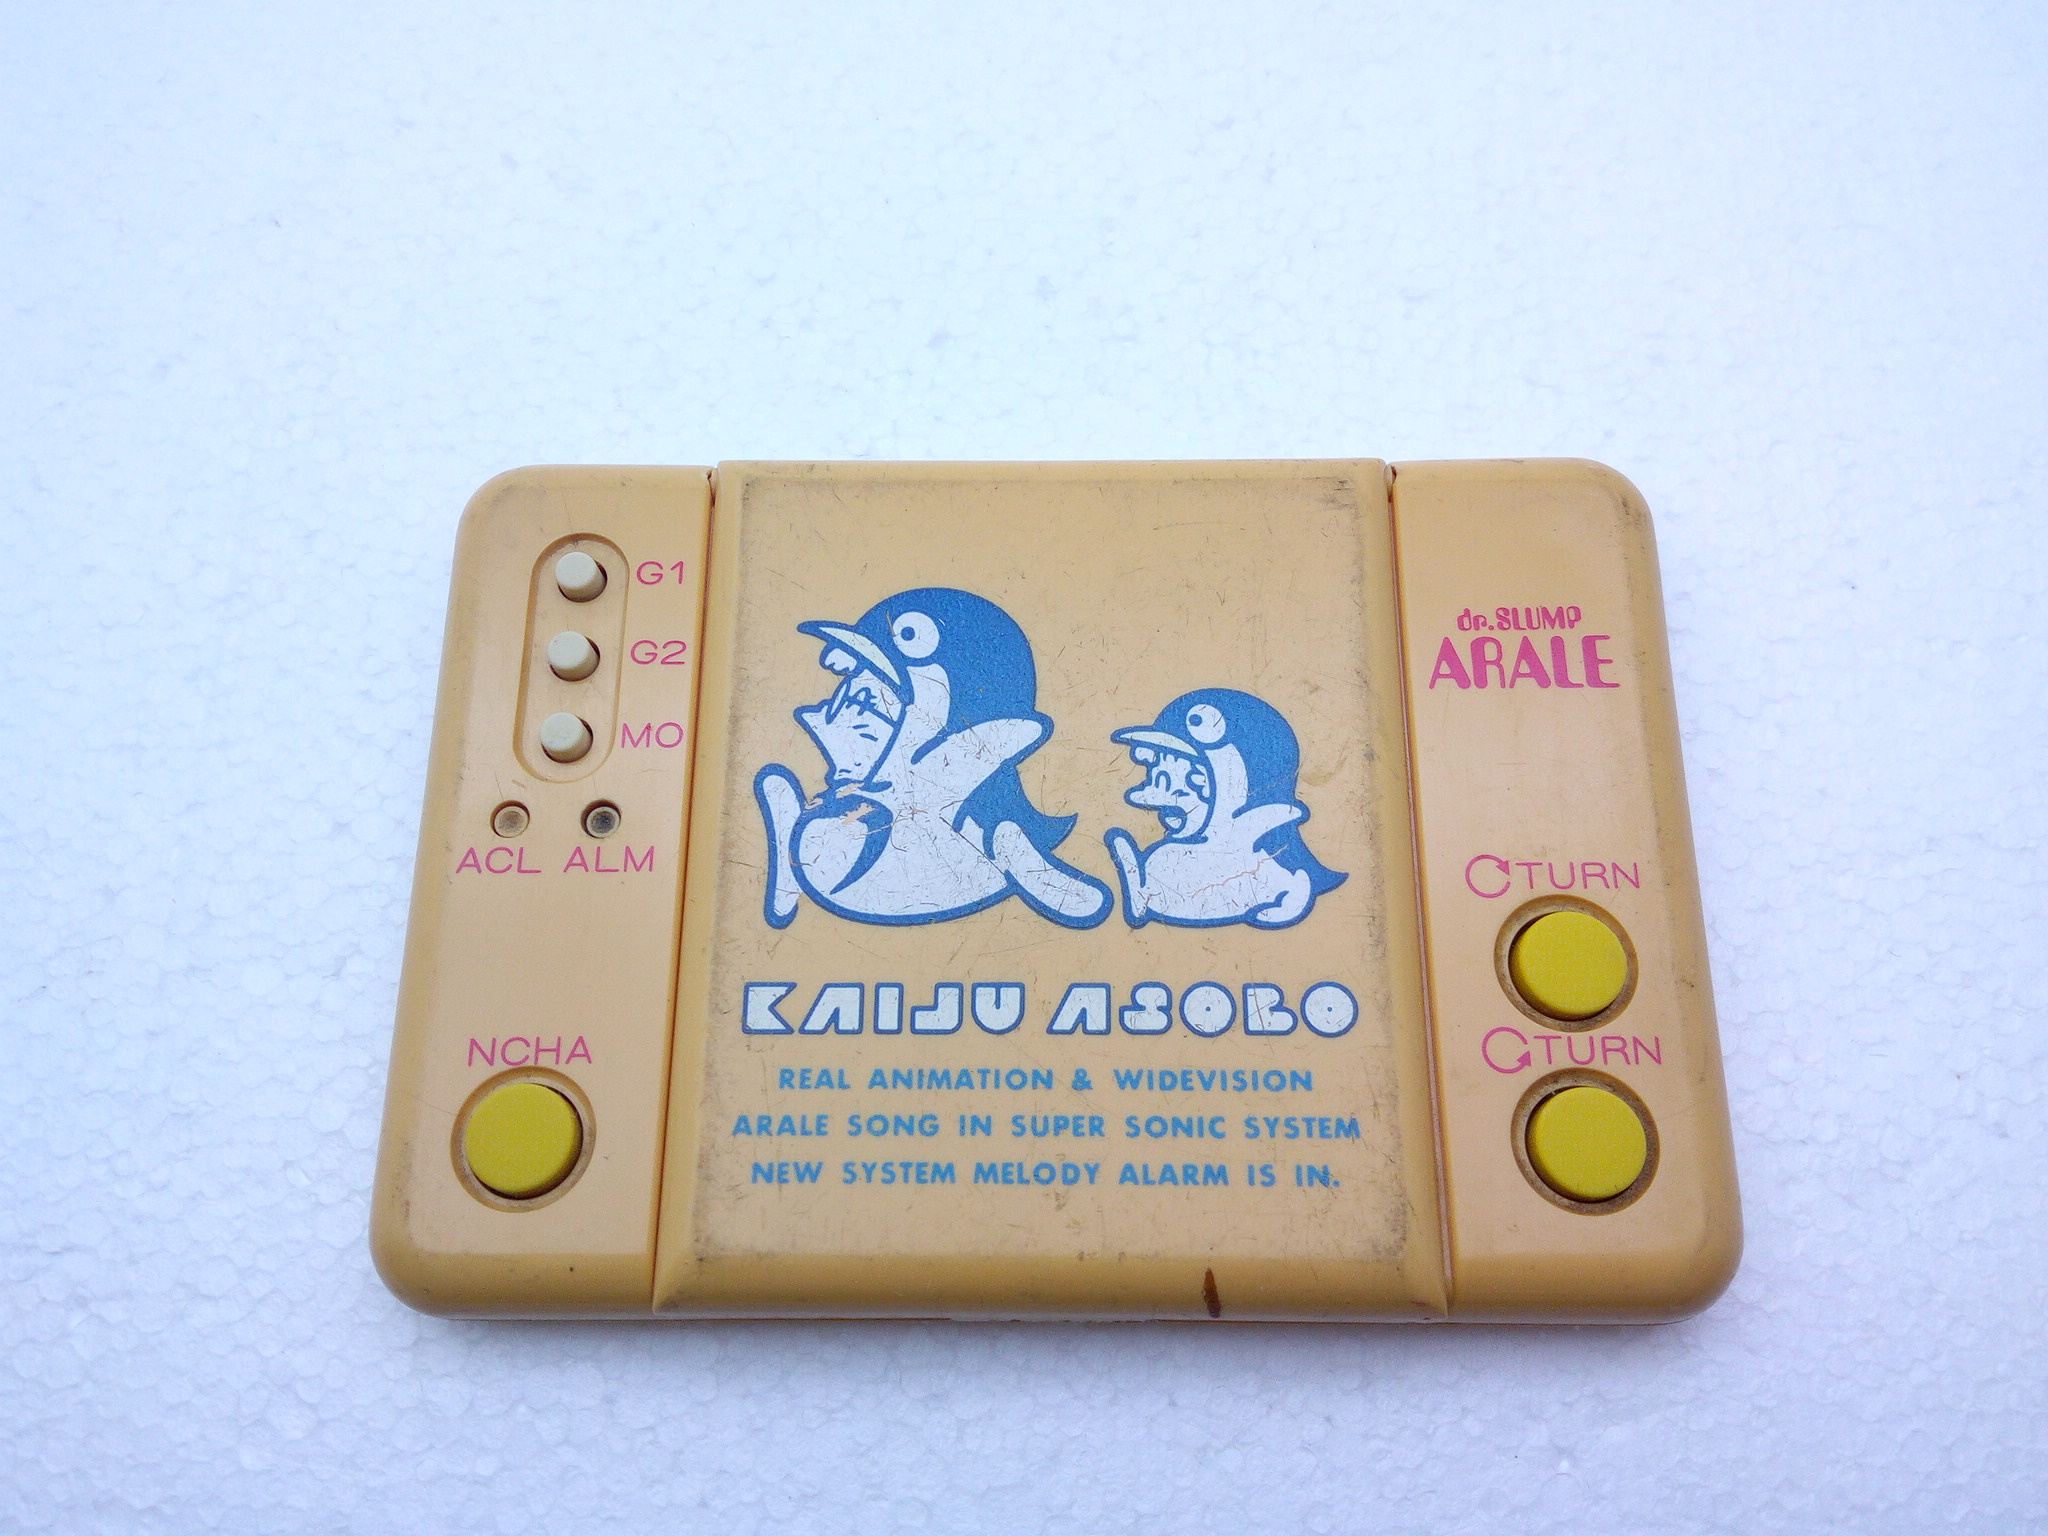 G1
G2
MO
ACL ALM
NCHA
KAIJU ASOBO
REAL ANIMATION & WIDEVISION
ARALE SONG IN SUPER SONIC SYSTEM
NEW SYSTEM MELODY ALARM IS IN.
dr.SLUMP
ARALE
TURN
TURN